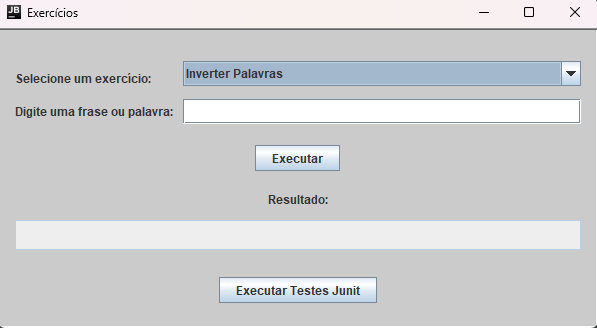 JB Exercícios
Selecione um exercício: Inverter Palavras
Digite uma frase ou palavra:
Executar
Resultado:
Executar Testes Junit